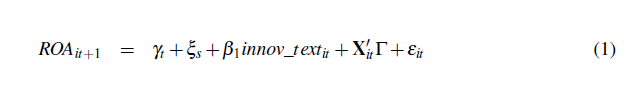 ROA_{it+1} = γ_t + ξ_s + β_1 innov_text_{it} + X′_{it}Γ + ε_{it} (1)